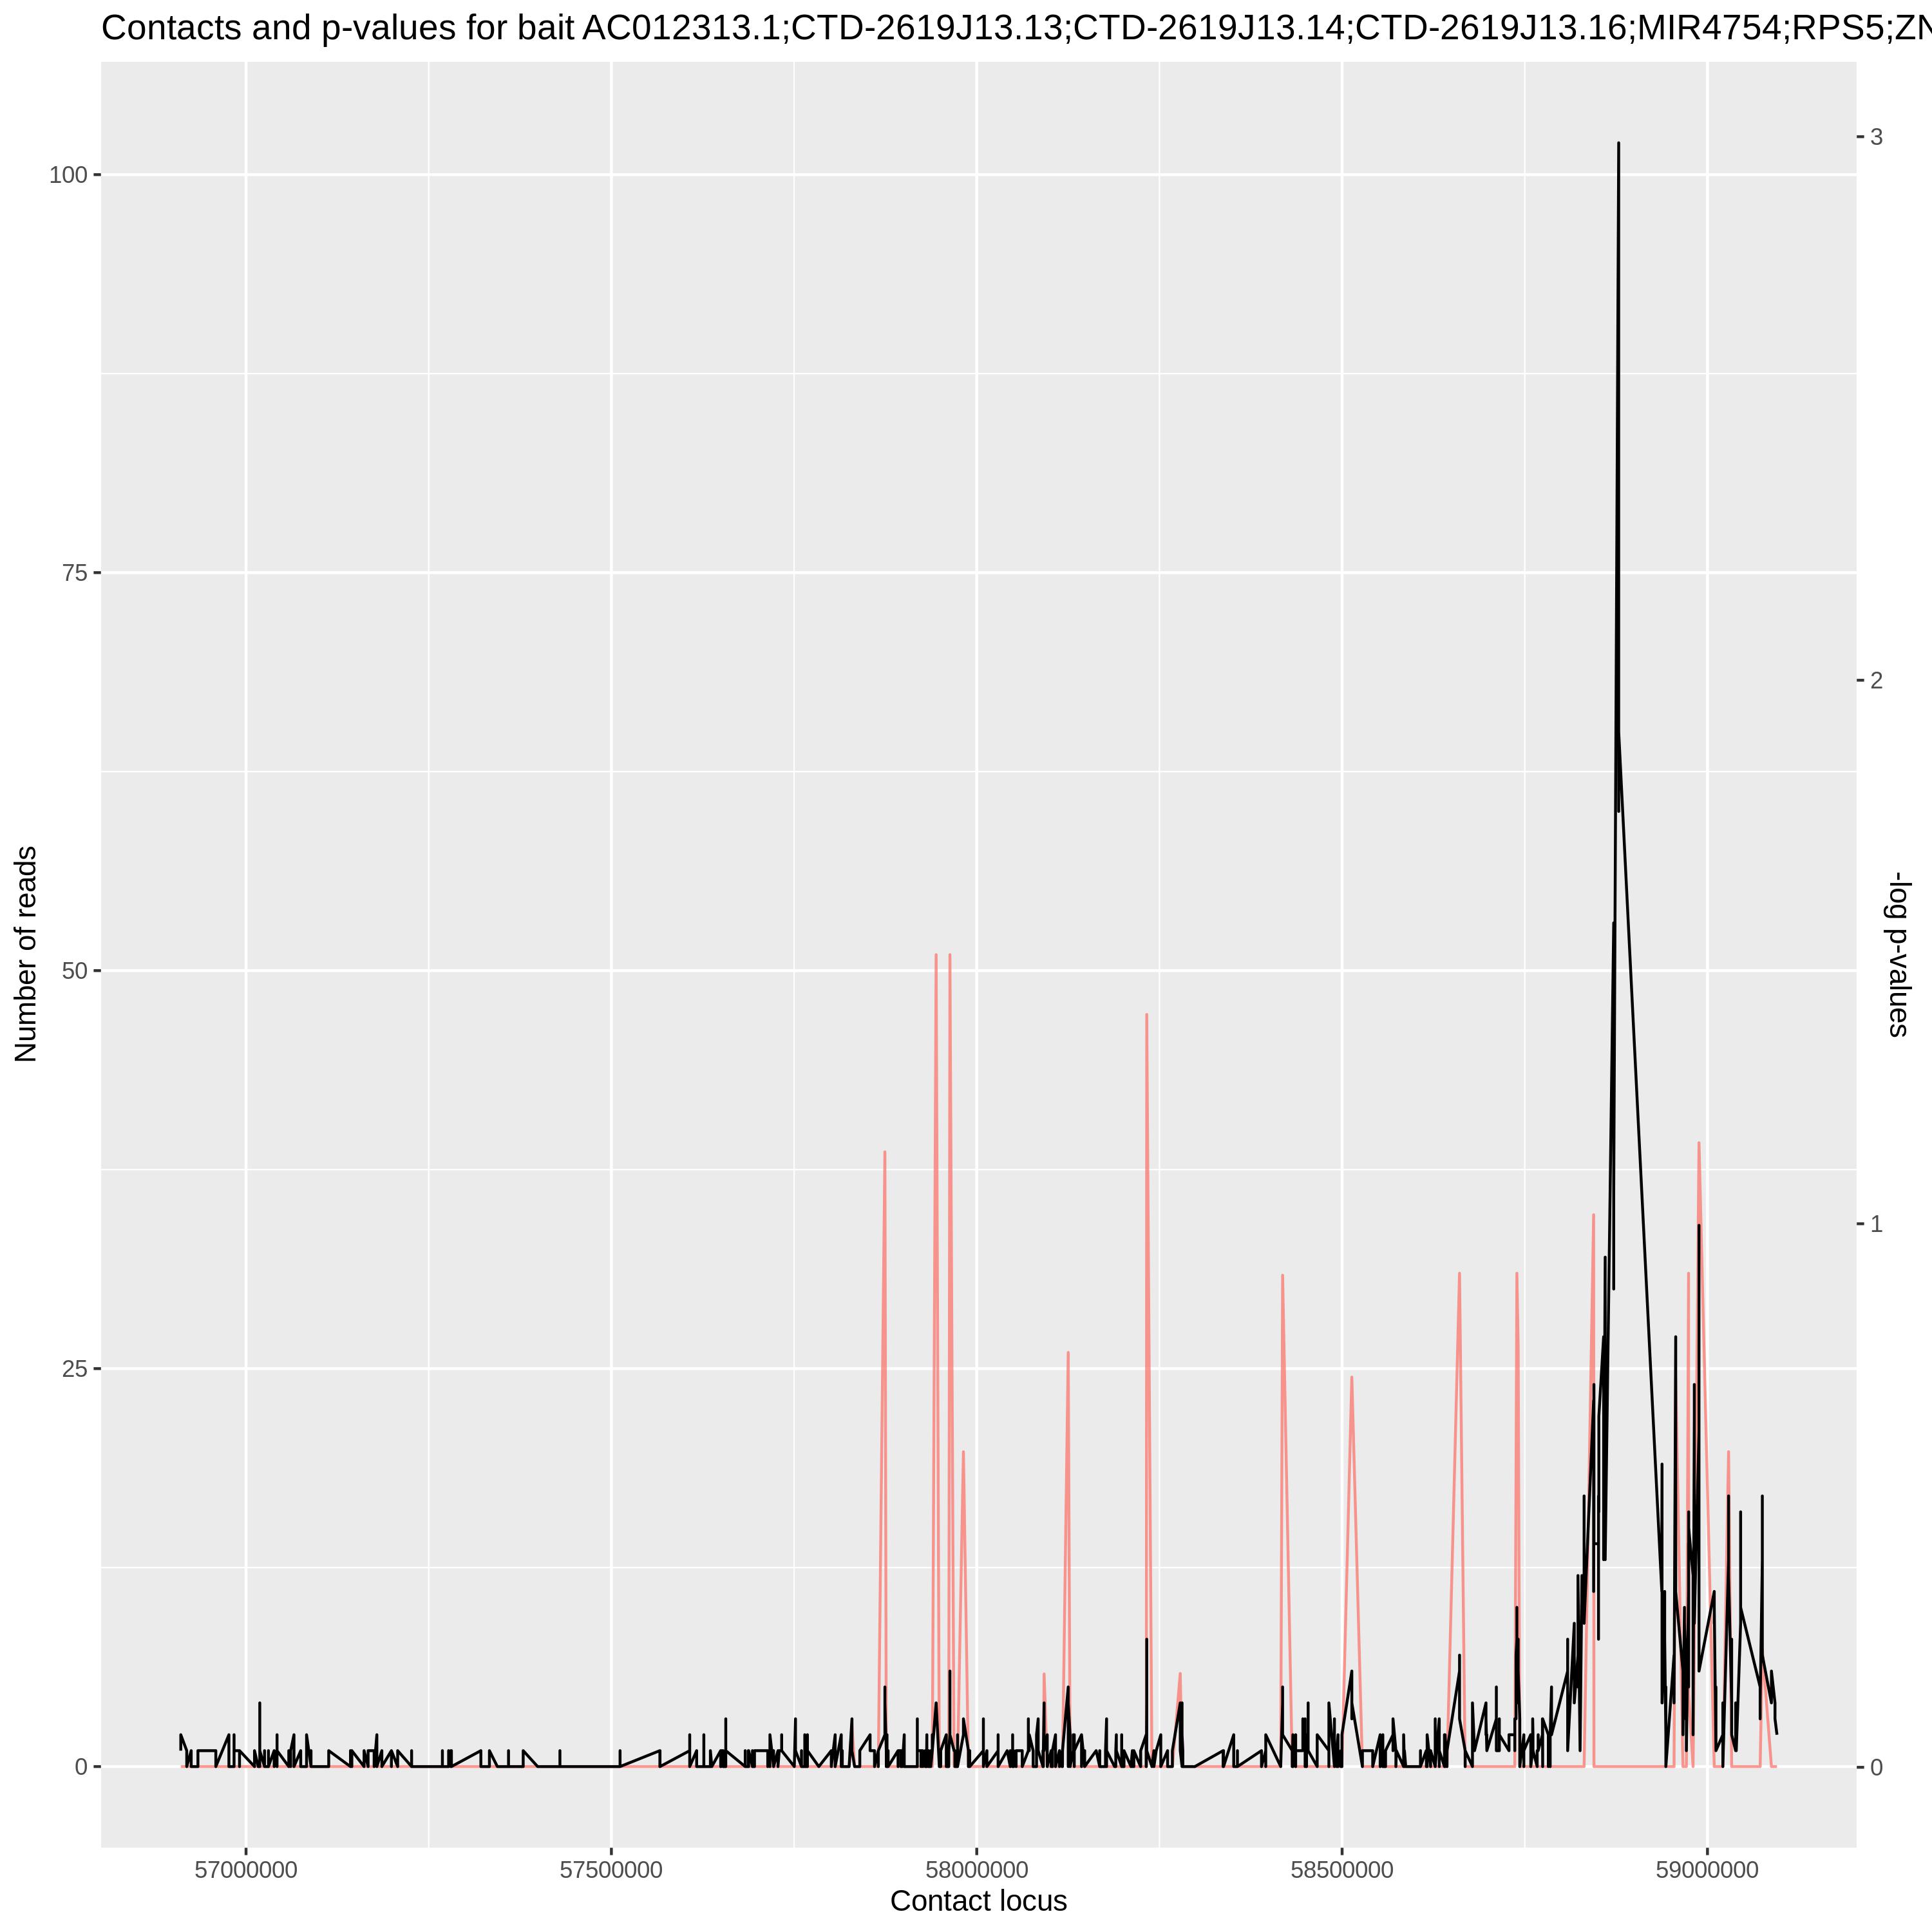 Contacts and p-values for bait AC012313.1;CTD-2619J13.13;CTD-2619J13.14;CTD-2619J13.16;MIR4754;RPS5;ZN
100
75
50
25
0
Number of reads
3
2
1
0
-log p-values
57000000 57500000 58000000 58500000 59000000
Contact locus